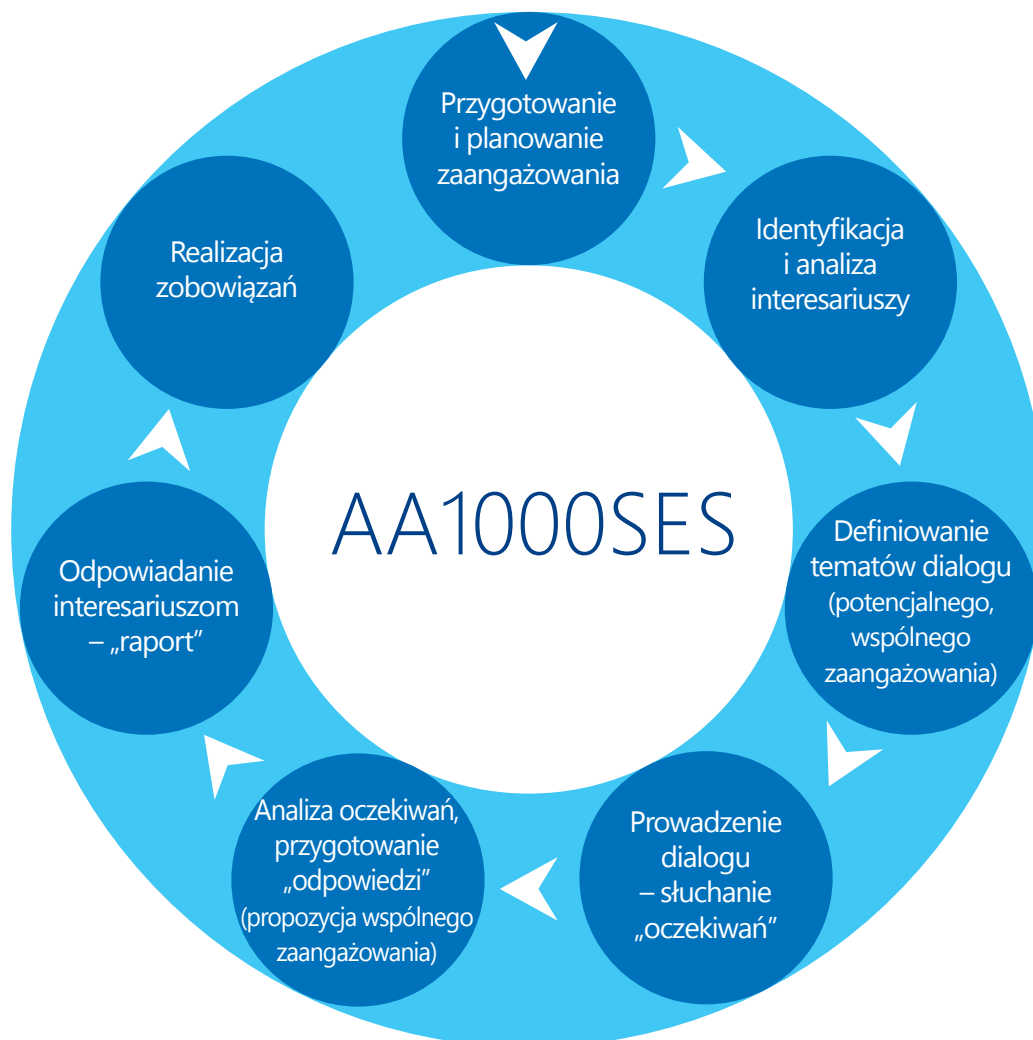 Przygotowanie
i planowanie
zaangażowania
Identyfikacja
i analiza
interesariuszy
Definiowanie
tematów dialogu
(potencjalnego,
wspólnego
zaangażowania)
Prowadzenie
dialogu
– słuchanie
„oczekiwań”
Analiza oczekiwań,
przygotowanie
„odpowiedzi”
(propozycja wspólnego
zaangażowania)
Odpowiadanie
interesariuszom
– „raport”
Realizacja
zobowiązań
AA1000SES